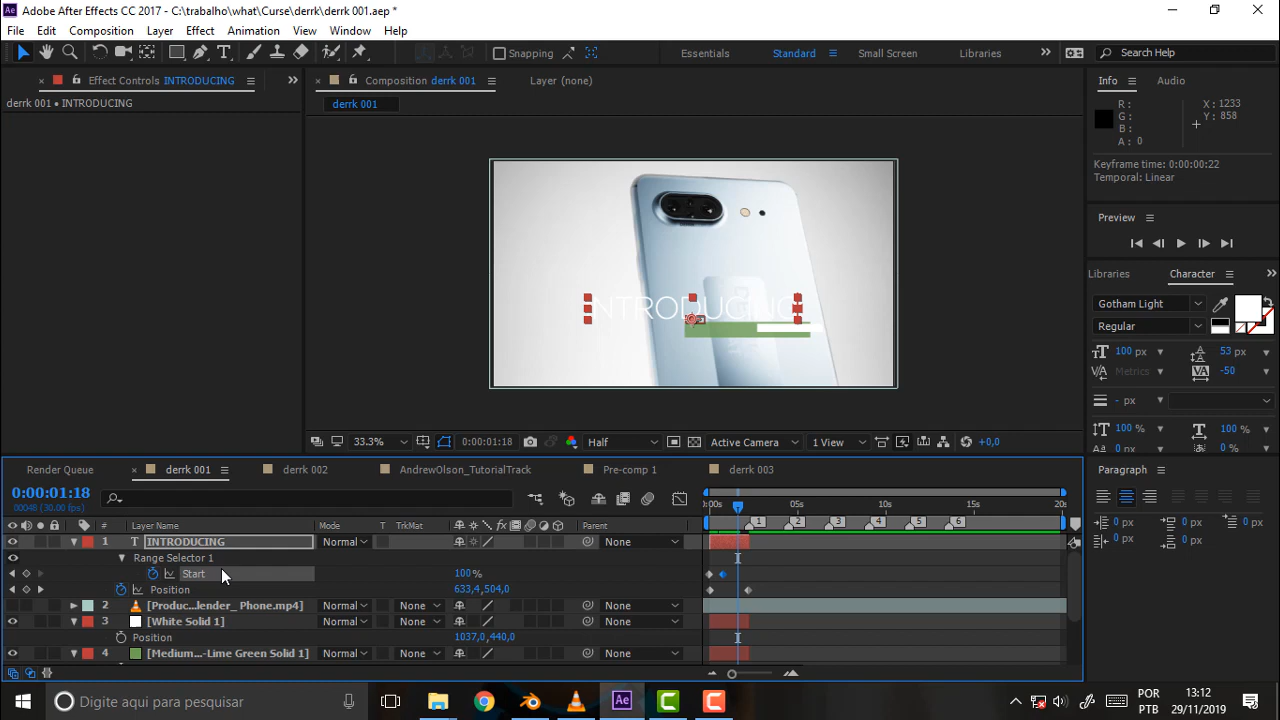 Adobe After Effects CC 2017 - C:\trabalho\what\Curse\derrk\derrk 001.aep *
File Edit Composition Layer Effect Animation View Window Help
Snapping Essentials Standard Small Screen Libraries Search Help
Effect Controls INTRODUCING
derrk 001 • INTRODUCING
Composition derrk 001 Layer (none)
derrk 001
Info Audio
R: X: 1233
G: Y: 858
B:
A: 0
Keyframe time: 0:00:00:22
Temporal: Linear
Preview
Libraries Character
Gotham Light
Regular
100 px 53 px
Metrics -50
- px
100 % 100 %
0 px 0 %
INTRODUCING
33.3% 0:00:01:18 Half Active Camera 1 View +0,0
Render Queue derrk 001 derrk 002 AndrewOlson_TutorialTrack Pre-comp 1 derrk 003
0:00:01:18
00048 (30.00 fps)
# Layer Name Mode T TrkMat Parent
0:00s 05s 10s 15s 20s
1 2 3 4 5 6
1 T INTRODUCING Normal None
Range Selector 1
Start 100%
Position 633,4,504,0
2 [Produc...lender_ Phone.mp4] Normal None None
3 [White Solid 1] Normal None None
Position 1037,0,440,0
4 [Medium...-Lime Green Solid 1] Normal None None
Paragraph
0 px 0 px 0 px
0 px 0 px
Digite aqui para pesquisar
POR
PTB
13:12
29/11/2019